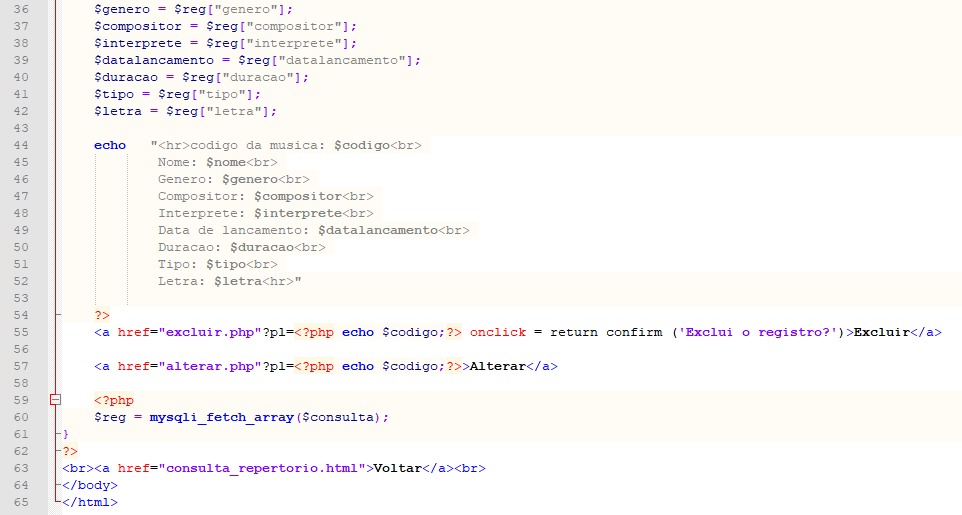 36 $genero = $reg["genero"];
37 $compositor = $reg["compositor"];
38 $interprete = $reg["interprete"];
39 $datalancamento = $reg["datalancamento"];
40 $duracao = $reg["duracao"];
41 $tipo = $reg["tipo"];
42 $letra = $reg["letra"];
43
44 echo "<hr>codigo da musica: $codigo<br>
45 Nome: $nome<br>
46 Genero: $genero<br>
47 Compositor: $compositor<br>
48 Interprete: $interprete<br>
49 Data de lancamento: $datalancamento<br>
50 Duracao: $duracao<br>
51 Tipo: $tipo<br>
52 Letra: $letra<hr>"
53
54 ?>
55 <a href="excluir.php"?pl=<?php echo $codigo;?> onclick = return confirm ('Exclui o registro?')>Excluir</a>
56
57 <a href="alterar.php"?pl=<?php echo $codigo;?>>Alterar</a>
58
59 <?php
60 $reg = mysqli_fetch_array($consulta);
61 }
62 ?>
63 <br><a href="consulta_repertorio.html">Voltar</a><br>
64 </body>
65 </html>